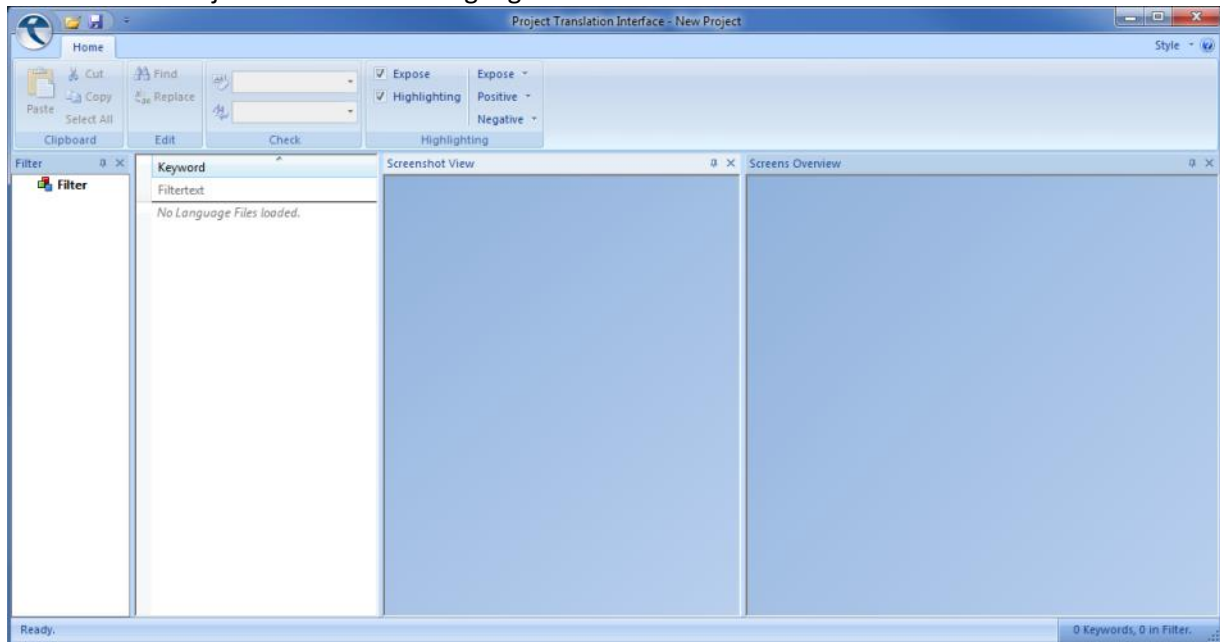 Project Translation Interface - New Project
Home
Style
Paste
Cut
Copy
Select All
Clipboard
Find
Replace
Edit
Check
Expose
Highlighting
Expose
Positive
Negative
Highlighting
Filter
Filter
Keyword
Filtertext
No Language Files loaded.
Screenshot View
Screens Overview
Ready.
0 Keywords, 0 in Filter.